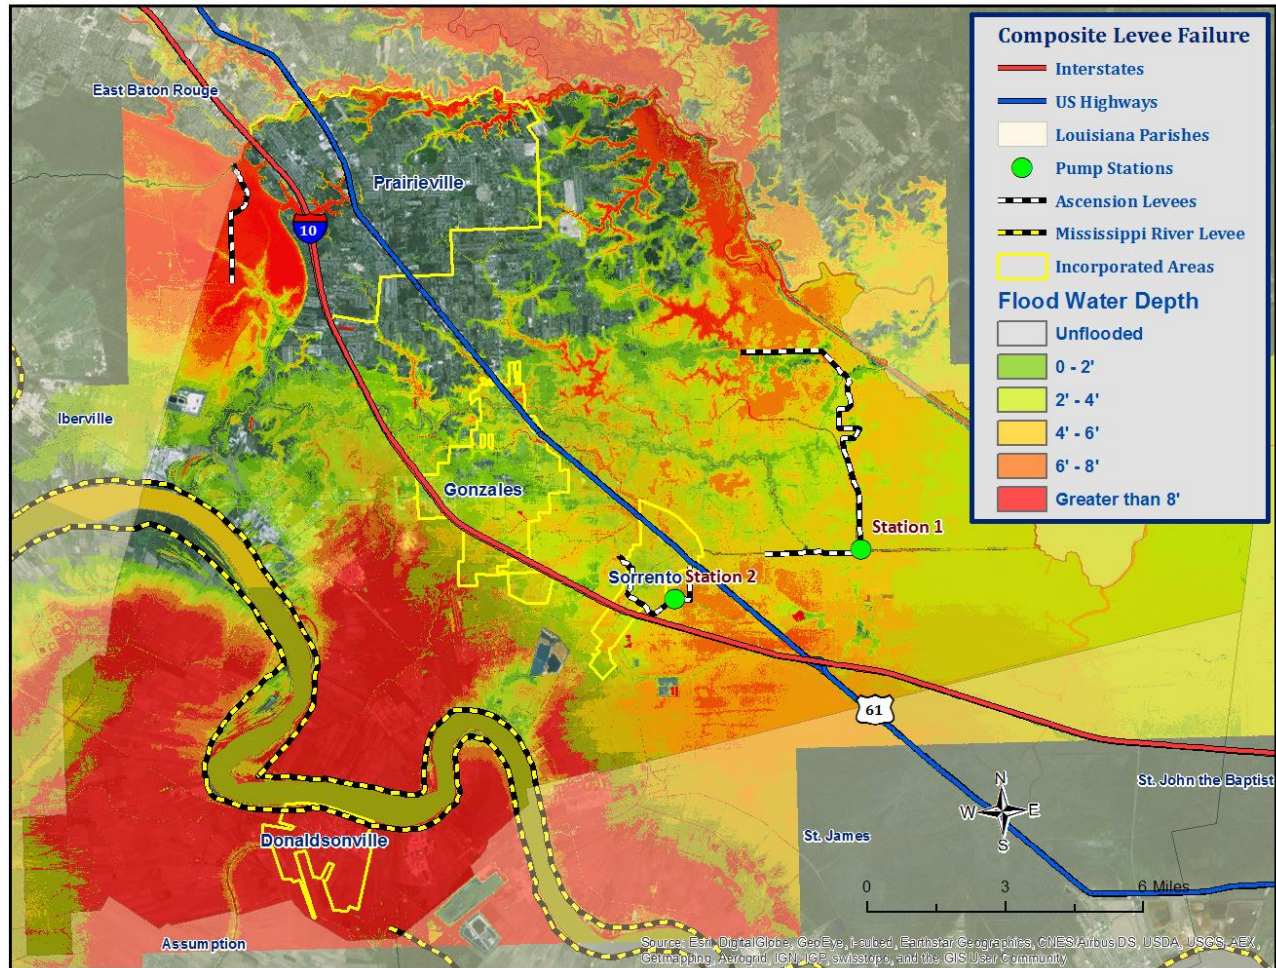 Composite Levee Failure
Interstates
US Highways
Louisiana Parishes
Pump Stations
Ascension Levees
Mississippi River Levee
Incorporated Areas
Flood Water Depth
Unflooded
0 - 2'
2' - 4'
4' - 6'
6' - 8'
Greater than 8'
East Baton Rouge
Prairieville
10
Iberville
Gonzales
Station 1
Sorrento
Station 2
61
St. John the Baptist
N
W
E
S
St. James
Donaldsonville
0
3
6 Miles
Assumption
Source: Esri, DigitalGlobe, GeoEye, i-cubed, Earthstar Geographics, CNES/Airbus DS, USDA, USGS, AEX,
Getmapping, Aerogrid, IGN, IGP, swisstopo, and the GIS User Community